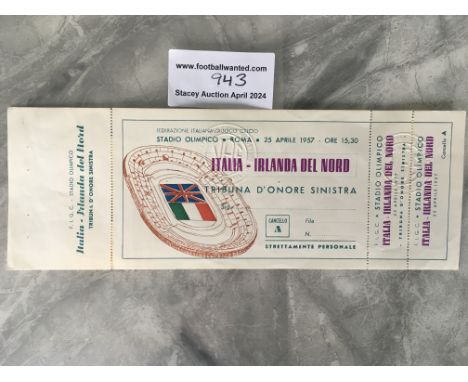 www.footballwanted.com
943
Stacey Auction April 2024
FEDERAZIONE ITALIANA GIUOCO CALCIO
STADIO OLIMPICO • ROMA • 25 APRILE 1957 - ORE 15,30
ITALIA - IRLANDA DEL NORD
TRIBUNA D'ONORE SINISTRA
CANCELLO
A
Fila
N.
STRETTAMENTE PERSONALE
F. I. G. C. - STADIO OLIMPICO
Italia - Irlanda del Nord
TRIBUNA D'ONORE SINISTRA
F.I.G.C. • STADIO OLIMPICO
ITALIA - IRLANDA DEL NORD
25 APRILE 1957
TRIBUNA D'ONORE SINISTRA
F.I.G.C. • STADIO OLIMPICO
ITALIA - IRLANDA DEL NORD
25 APRILE 1957
Cancello A